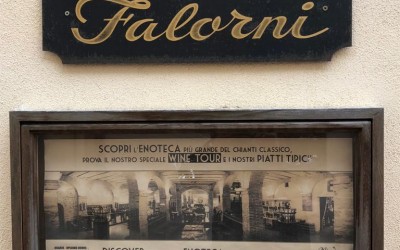 Falorni
SCOPRI L'ENOTECA PIÙ GRANDE DEL CHIANTI CLASSICO,
PROVA IL NOSTRO SPECIALE WINE TOUR E I NOSTRI PIATTI TIPICI
DISCOVER